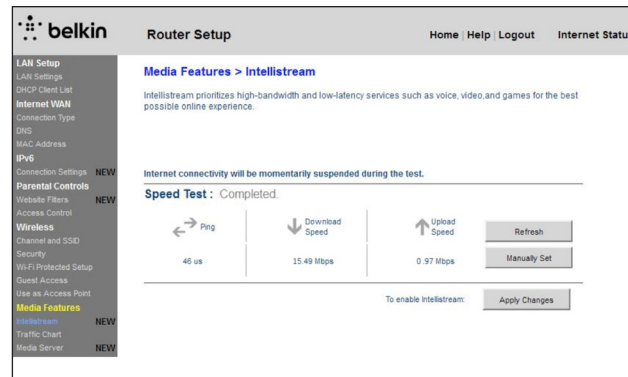 belkin
Router Setup
Home | Help | Logout Internet Statu
LAN Setup
LAN Settings
DHCP Client List
Internet WAN
Connection Type
DNS
MAC Address
IPv6
Connection Settings NEW
Parental Controls
Website Filters NEW
Access Control
Wireless
Channel and SSID
Security
Wi-Fi Protected Setup
Guest Access
Use as Access Point
Media Features
Intellistream NEW
Traffic Chart
Media Server NEW
Media Features > Intellistream
Intellistream prioritizes high-bandwidth and low-latency services such as voice, video,and games for the best
possible online experience.
Internet connectivity will be momentarily suspended during the test.
Speed Test : Completed.
Ping
Download
Speed
Upload
Speed
Refresh
46 us
15.49 Mbps
0.97 Mbps
Manually Set
To enable Intellistream:
Apply Changes